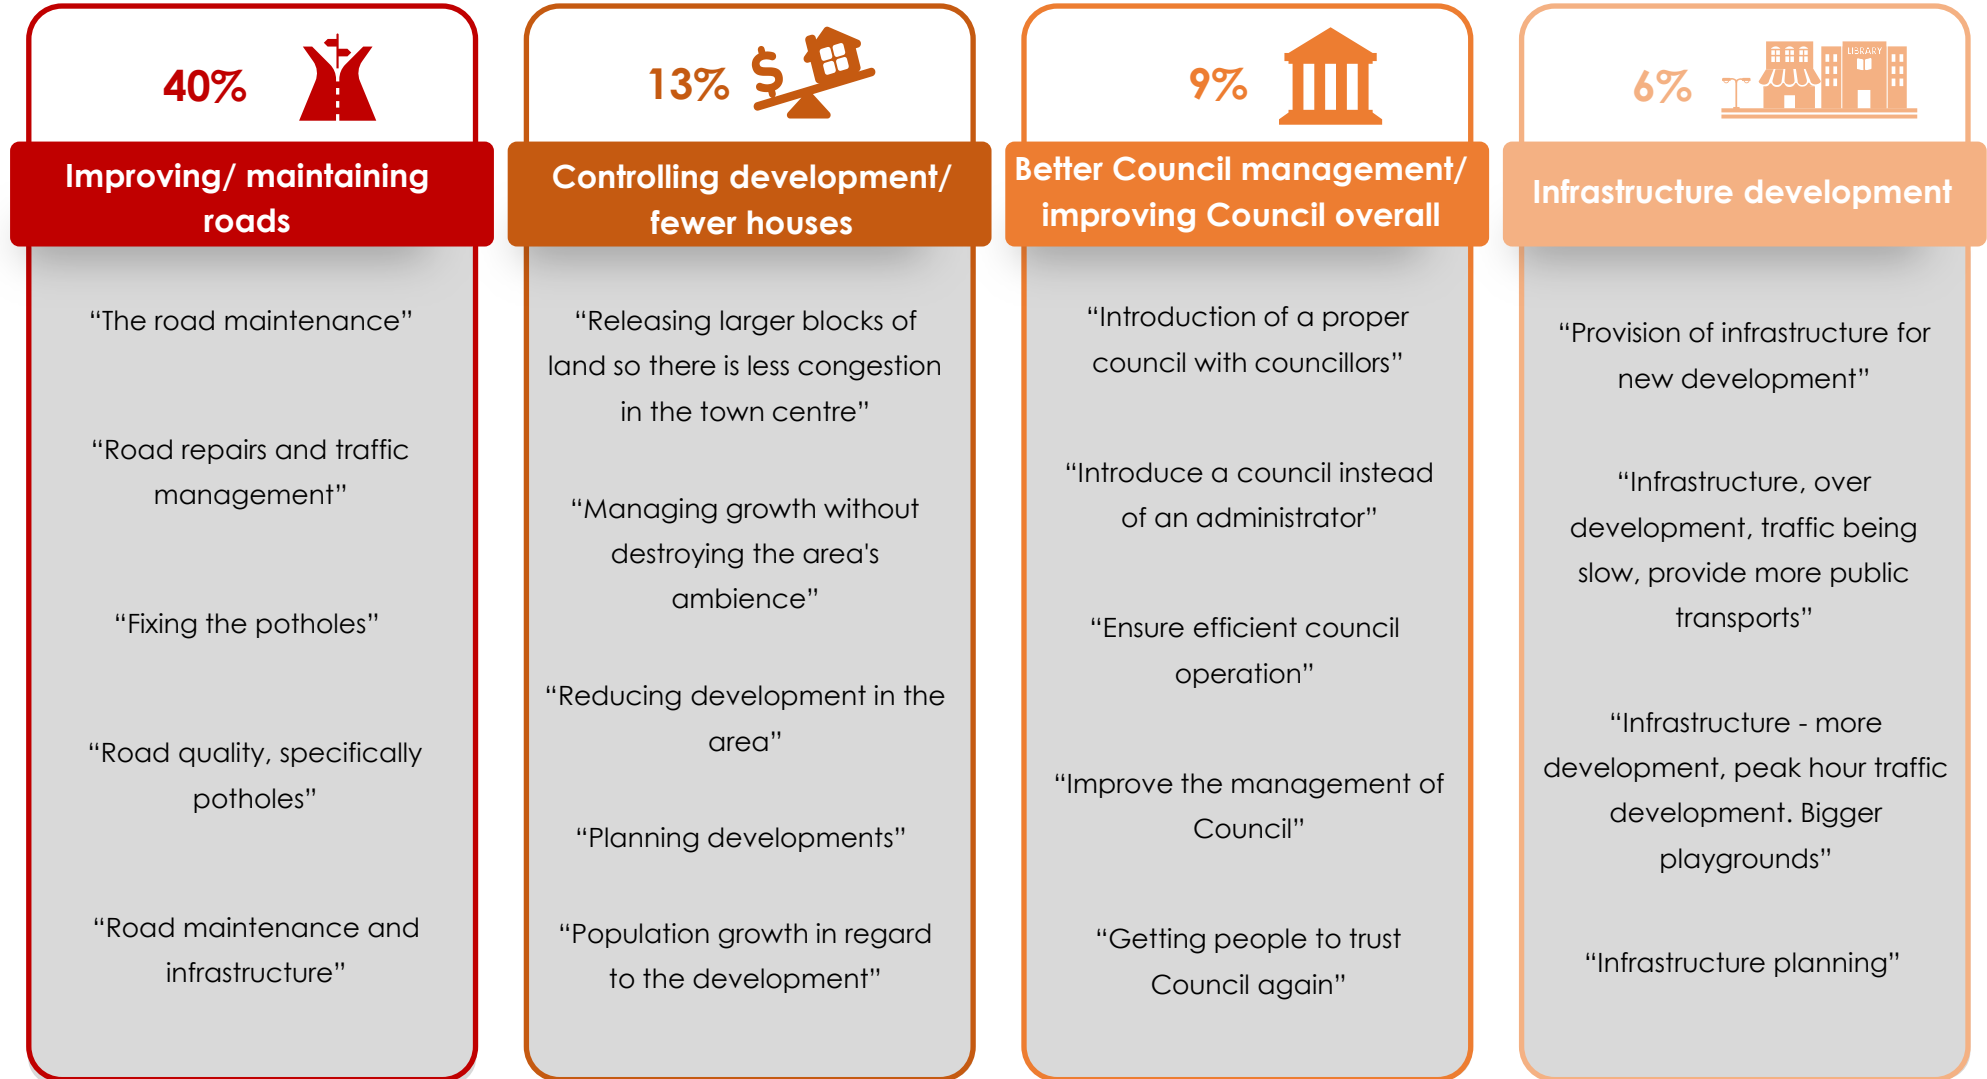 40%
Improving/ maintaining
roads
“The road maintenance”
“Road repairs and traffic
management”
“Fixing the potholes”
“Road quality, specifically
potholes”
“Road maintenance and
infrastructure”
13%
$
Controlling development/
fewer houses
“Releasing larger blocks of
land so there is less congestion
in the town centre”
“Managing growth without
destroying the area's
ambience”
“Reducing development in the
area”
“Planning developments”
“Population growth in regard
to the development”
9%
Better Council management/
improving Council overall
“Introduction of a proper
council with councillors”
“Introduce a council instead
of an administrator”
“Ensure efficient council
operation”
“Improve the management of
Council”
“Getting people to trust
Council again”
6%
LIBRARY
Infrastructure development
“Provision of infrastructure for
new development”
“Infrastructure, over
development, traffic being
slow, provide more public
transports”
“Infrastructure - more
development, peak hour traffic
development. Bigger
playgrounds”
“Infrastructure planning”